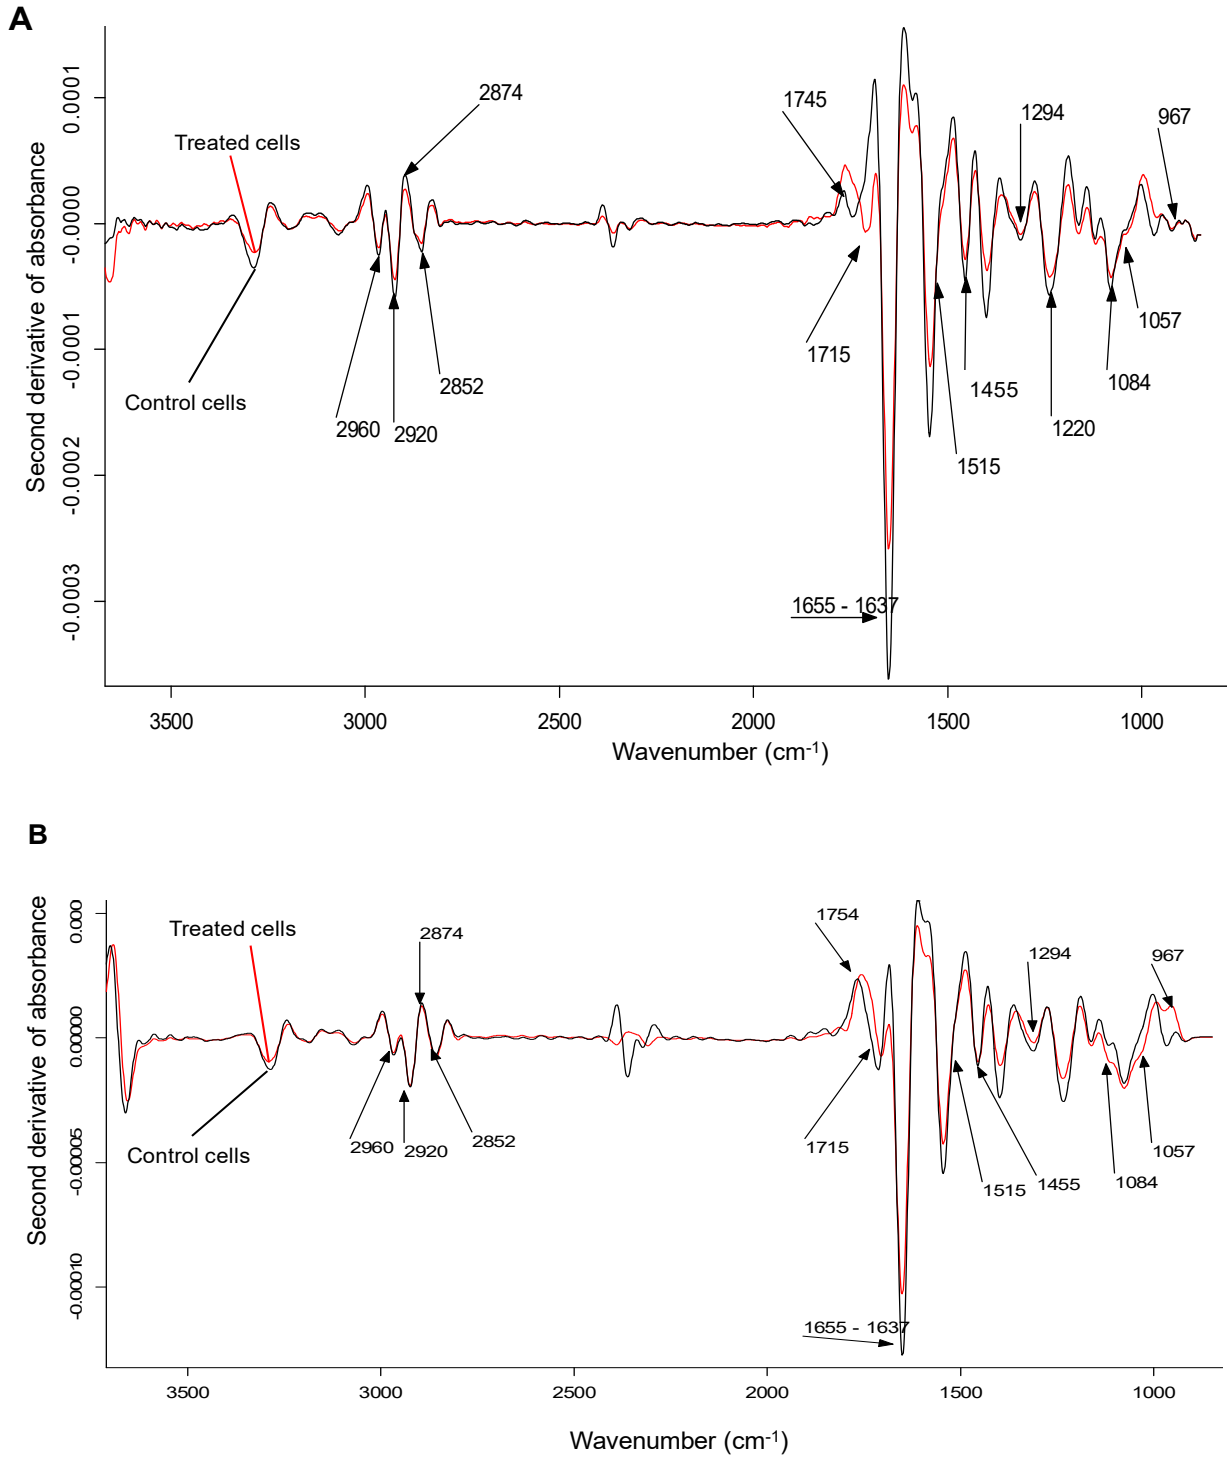 A
2874
1745
1294
967
Treated cells
0.0001
0.0000
-0.0001
-0.0002
-0.0003
Second derivative of absorbance
Control cells
2960
2920
2852
1715
1515
1455
1220
1084
1057
1655 - 1637
3500 3000 2500 2000 1500 1000
Wavenumber (cm-1)
B
2874
1754
1294
967
Treated cells
0.000
0.00000
-0.00005
-0.00010
Second derivative of absorbance
Control cells
2960
2920
2852
1715
1515
1455
1084
1057
1655 - 1637
3500 3000 2500 2000 1500 1000
Wavenumber (cm-1)